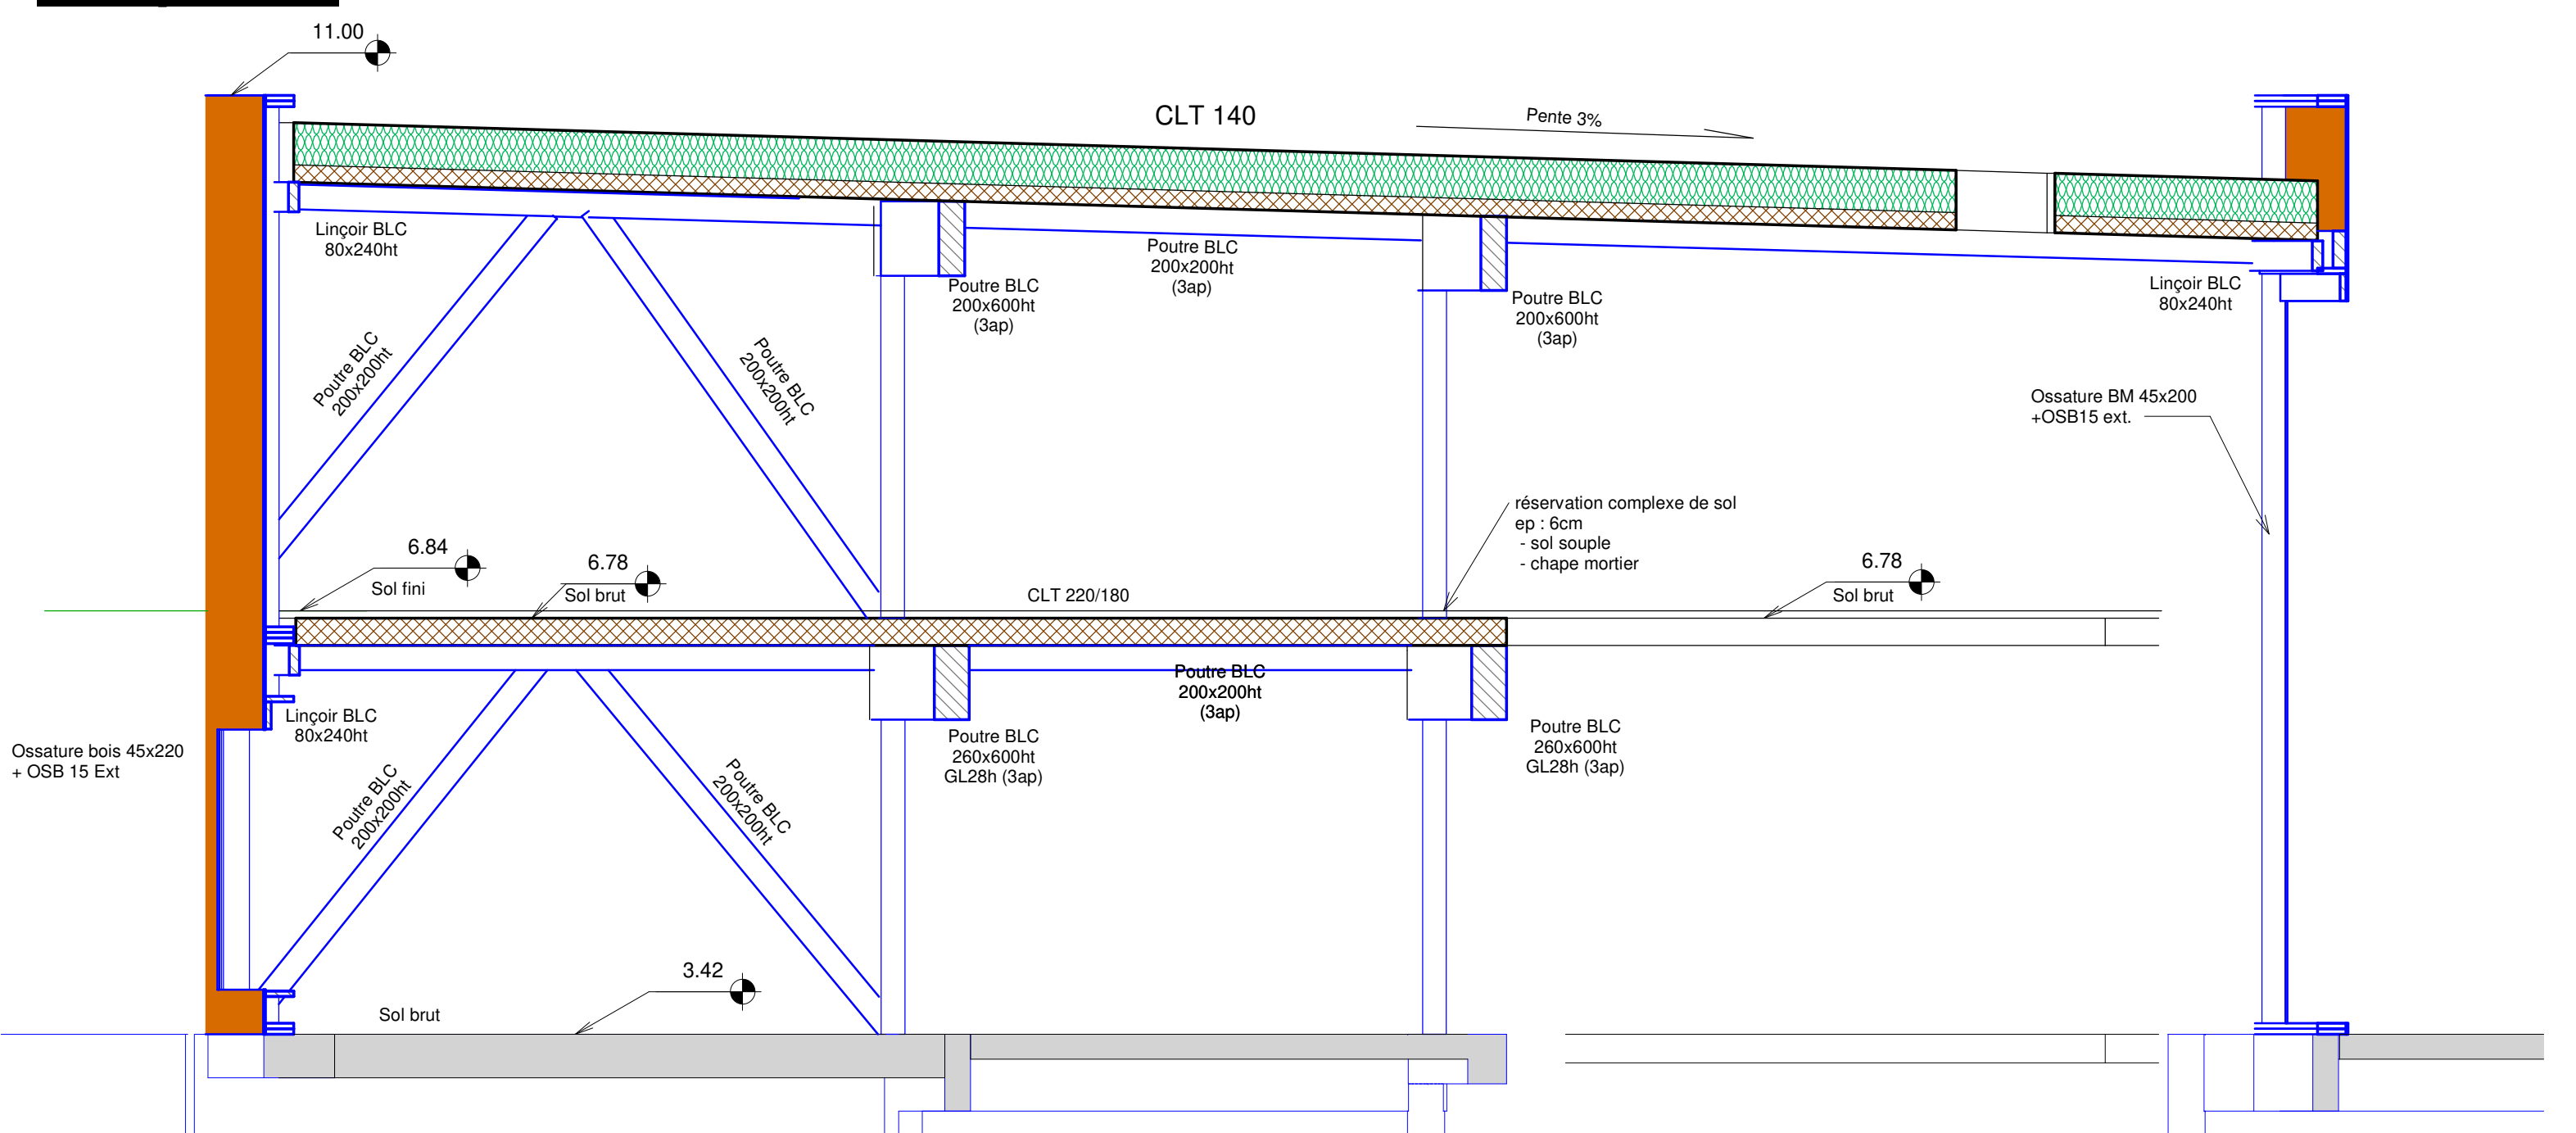 11.00
CLT 140
Pente 3%
Linçoir BLC
80x240ht
Poutre BLC
200x600ht
(3ap)
Poutre BLC
200x200ht
(3ap)
Poutre BLC
200x600ht
(3ap)
Linçoir BLC
80x240ht
Poutre BLC
200x200ht
Poutre BLC
200x200ht
Ossature BM 45x200
+OSB15 ext.
réservation complexe de sol
ep : 6cm
- sol souple
- chape mortier
6.84
Sol fini
6.78
Sol brut
CLT 220/180
6.78
Sol brut
Linçoir BLC
80x240ht
Poutre BLC
200x200ht
(3ap)
Poutre BLC
260x600ht
GL28h (3ap)
Poutre BLC
260x600ht
GL28h (3ap)
Ossature bois 45x220
+ OSB 15 Ext
Poutre BLC
200x200ht
Poutre BLC
200x200ht
3.42
Sol brut